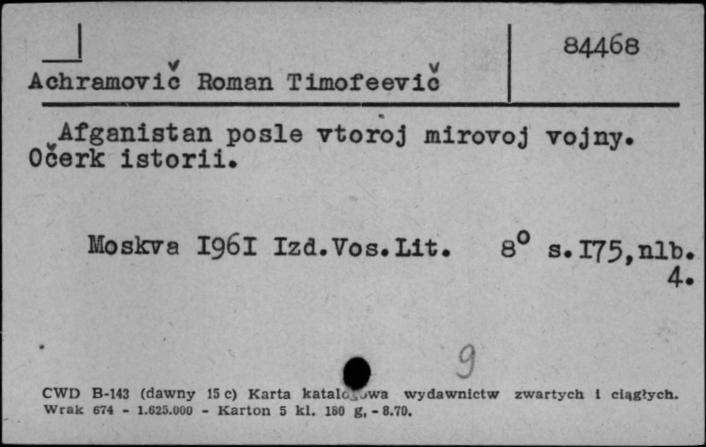 84468
Achramovič Roman Timofeevič
Afganistan posle vtoroj mirovoj vojny.
Očerk istorii.
Moskva 1961 Izd.Vos.Lit. 8° s.175,nlb.
4.
9
CWD B-143 (dawny 15 c) Karta katalogowa wydawnictw zwartych i ciągłych.
Wrak 674 - 1.625.000 - Karton 5 kl. 180 g, - 8.70.